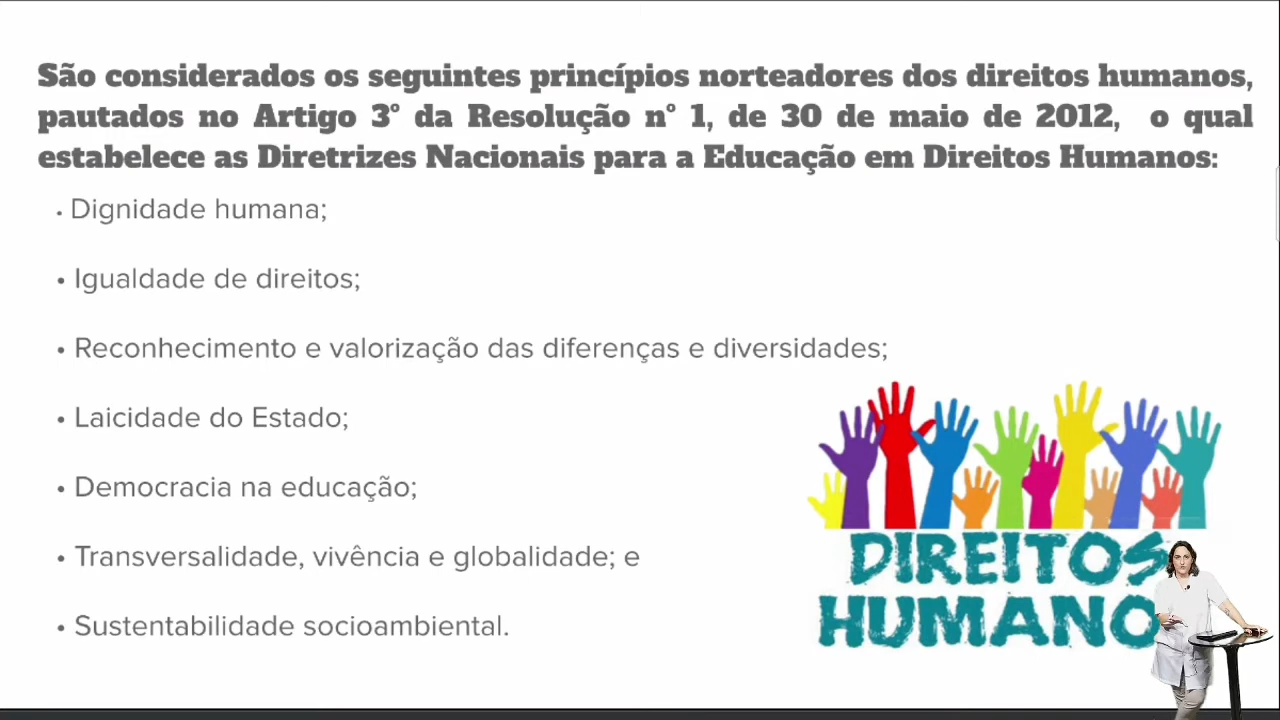 São considerados os seguintes princípios norteadores dos direitos humanos,
pautados no Artigo 3° da Resolução n° 1, de 30 de maio de 2012, o qual
estabelece as Diretrizes Nacionais para a Educação em Direitos Humanos:
• Dignidade humana;
• Igualdade de direitos;
• Reconhecimento e valorização das diferenças e diversidades;
• Laicidade do Estado;
• Democracia na educação;
• Transversalidade, vivência e globalidade; e
• Sustentabilidade socioambiental.
DIREITOS
HUMANO